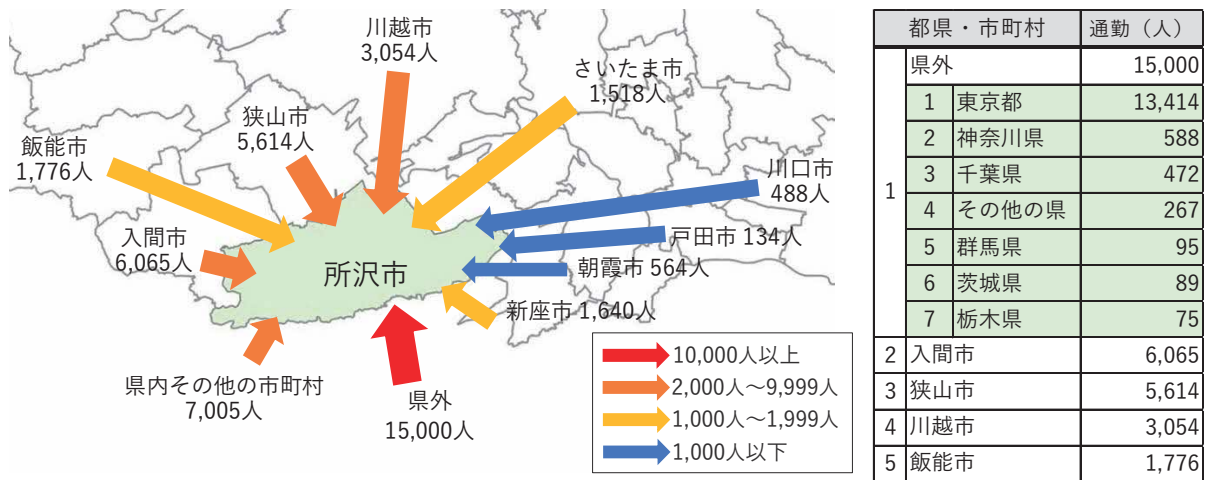 川越市
3,054人
さいたま市
1,518人
狭山市
5,614人
飯能市
1,776人
川口市
488人
入間市
6,065人
戸田市 134人
所沢市
朝霞市 564人
新座市 1,640人
県内その他の市町村
7,005人
県外
15,000人
10,000人以上
2,000人～9,999人
1,000人～1,999人
1,000人以下
都県・市町村 通勤（人）
1 県外 15,000
1 東京都 13,414
2 神奈川県 588
3 千葉県 472
4 その他の県 267
5 群馬県 95
6 茨城県 89
7 栃木県 75
2 入間市 6,065
3 狭山市 5,614
4 川越市 3,054
5 飯能市 1,776